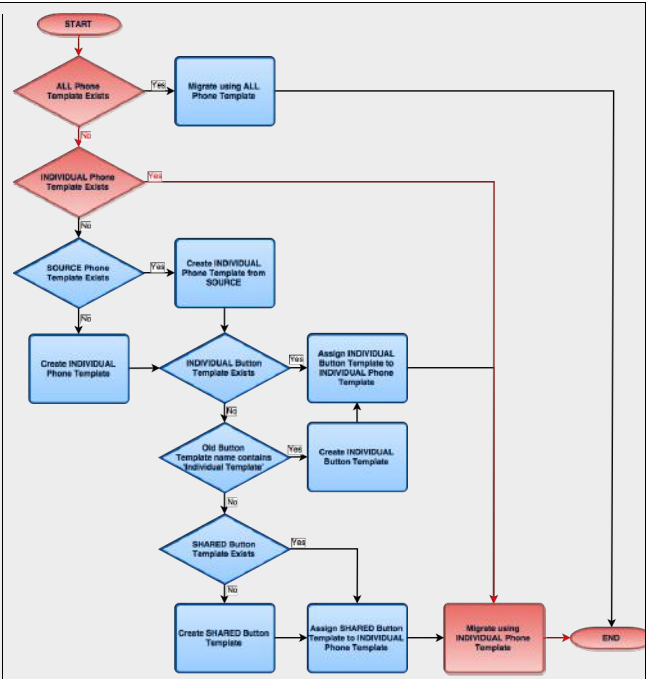 START
ALL Phone
Template Exists
Yes
Migrate using ALL
Phone Template
No
INDIVIDUAL Phone
Template Exists
Yes
No
SOURCE Phone
Template Exists
Yes
Create INDIVIDUAL
Phone Template from
SOURCE
No
Create INDIVIDUAL
Phone Template
INDIVIDUAL Button
Template Exists
Yes
Assign INDIVIDUAL
Button Template to
INDIVIDUAL Phone
Template
No
Old Button
Template name contains
'Individual Template'
Yes
Create INDIVIDUAL
Button Template
No
SHARED Button
Template Exists
Yes
No
Create SHARED Button
Template
Assign SHARED Button
Template to INDIVIDUAL
Phone Template
Migrate using
INDIVIDUAL Phone
Template
END